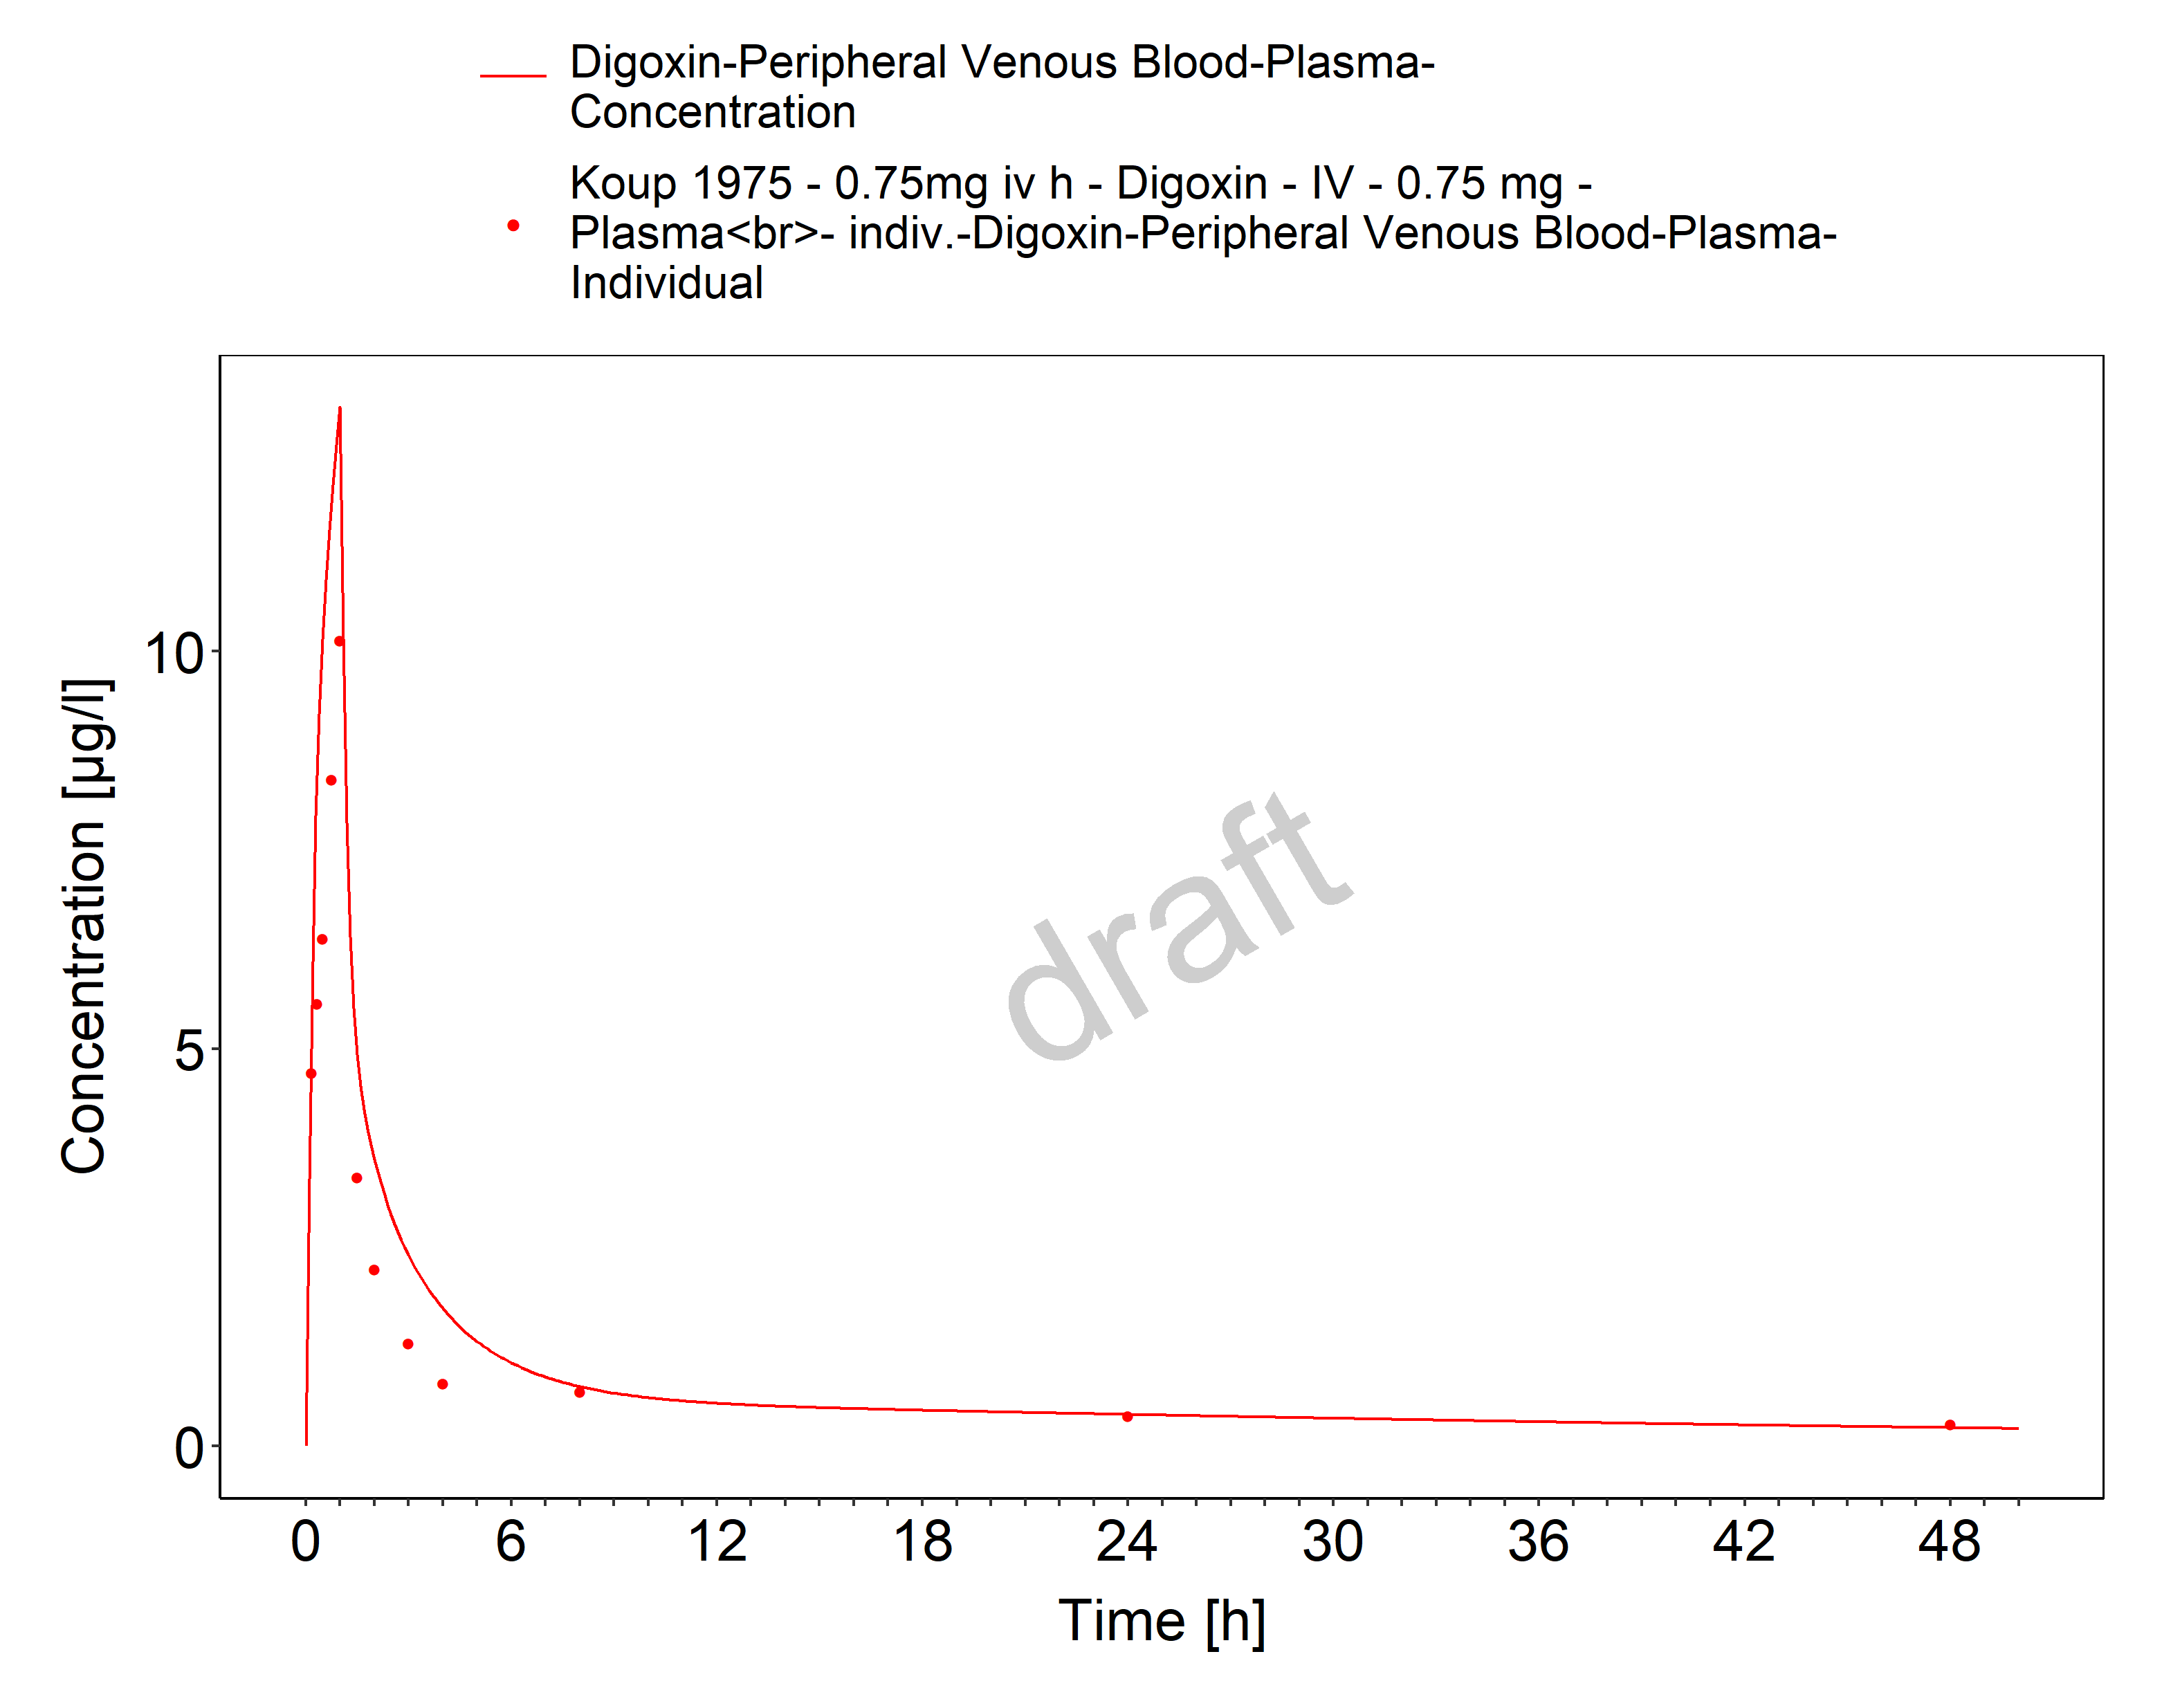 Digoxin-Peripheral Venous Blood-Plasma-
Concentration
Koup 1975 - 0.75mg iv h - Digoxin - IV - 0.75 mg -
Plasma<br>- indiv.-Digoxin-Peripheral Venous Blood-Plasma-
Individual
10
5
0
Concentration [µg/l]
draft
0 6 12 18 24 30 36 42 48
Time [h]